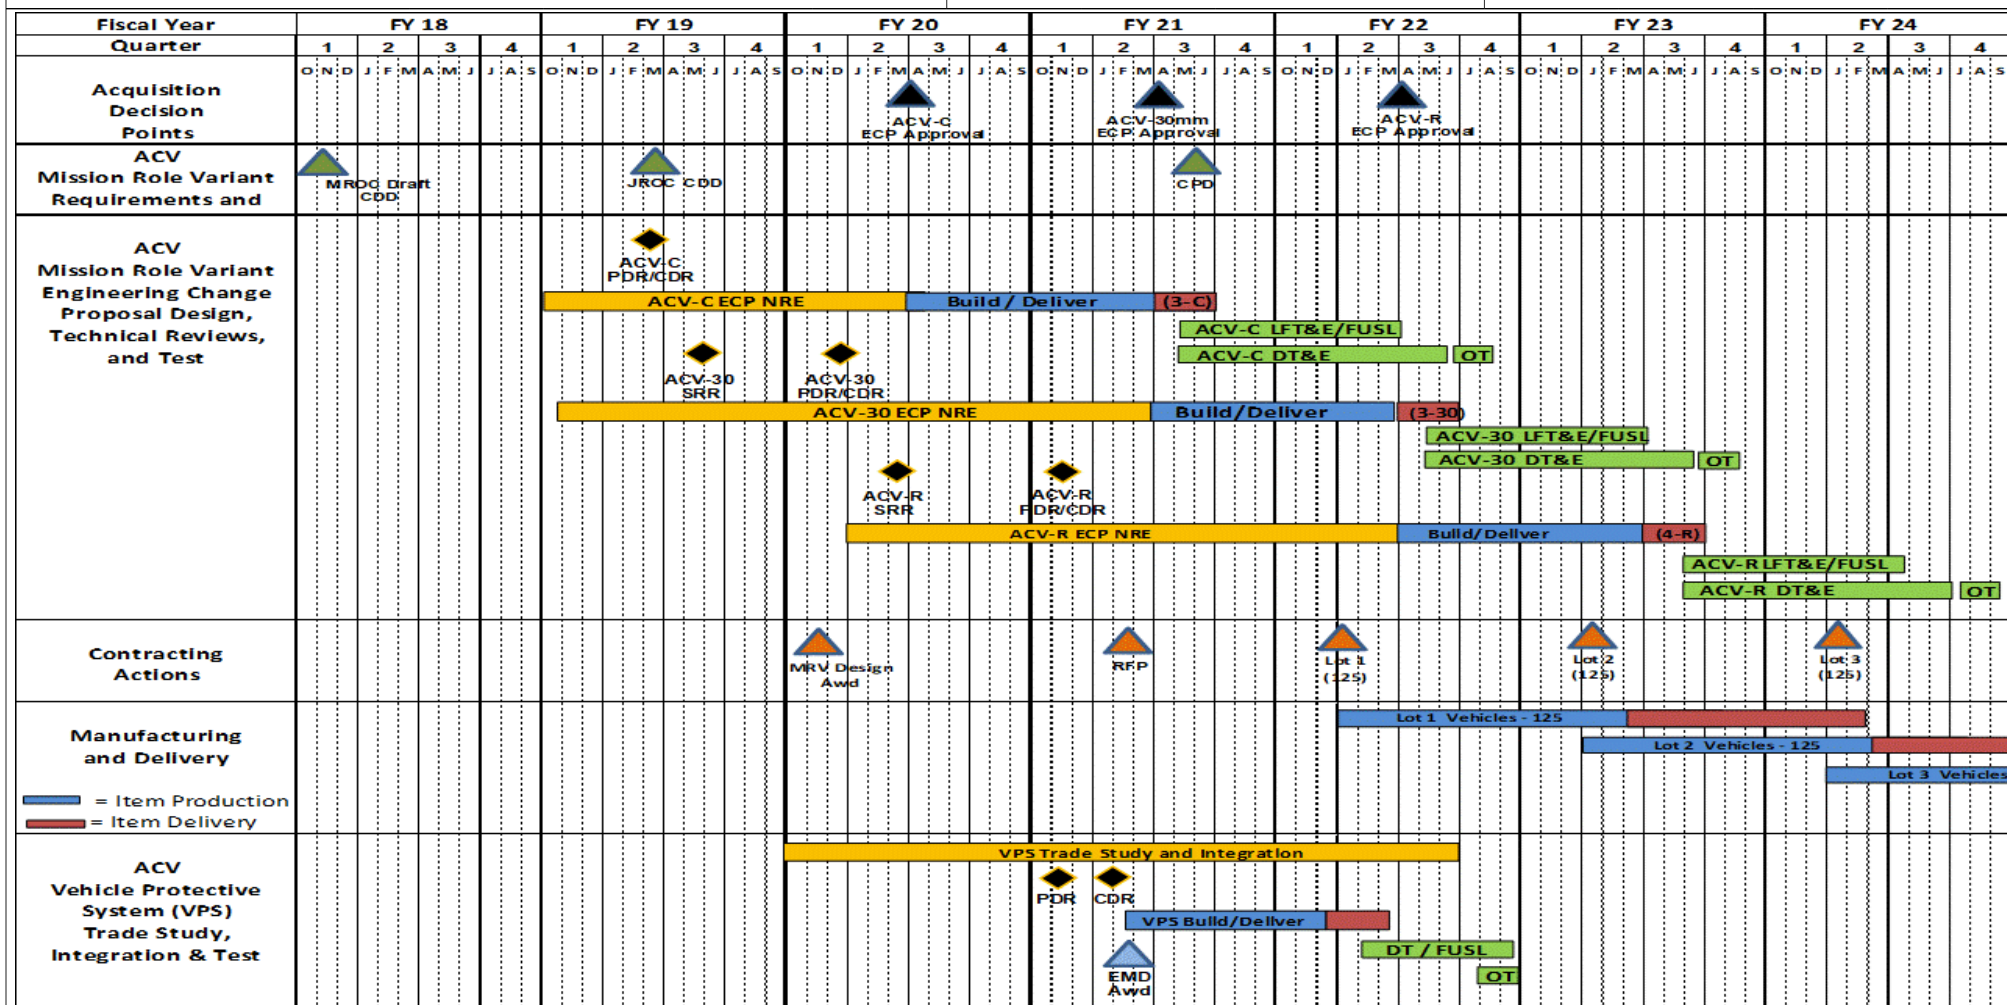 Fiscal Year FY 18 FY 19 FY 20 FY 21 FY 22 FY 23 FY 24
Quarter 1 2 3 4 1 2 3 4 1 2 3 4 1 2 3 4 1 2 3 4 1 2 3 4 1 2 3 4
O N D J F M A M J J A S O N D J F M A M J J A S O N D J F M A M J J A S O N D J F M A M J J A S O N D J F M A M J J A S O N D J F M A M J J A S O N D J F M A M J J A S
Acquisition
Decision
Points
ACV-C
ECP Approval
ACV-30mm
ECP Approval
ACV-R
ECP Approval
ACV
Mission Role Variant
Requirements and
MROC Draft
CDD
JROC CDD
CPD
ACV
Mission Role Variant
Engineering Change
Proposal Design,
Technical Reviews,
and Test
ACV-C
PDR/CDR
ACV-C ECP NRE
Build / Deliver
(3-C)
ACV-C LFT&E/FUSL
ACV-C DT&E
OT
ACV-30
SRR
ACV-30
PDR/CDR
ACV-30 ECP NRE
Build/Deliver
(3-30)
ACV-30 LFT&E/FUSL
ACV-30 DT&E
OT
ACV-R
SRR
ACV-R
PDR/CDR
ACV-R ECP NRE
Build/Deliver
(4-R)
ACV-R LFT&E/FUSL
ACV-R DT&E
OT
Contracting
Actions
MRV Design
Awd
RFP
Lot 1
(125)
Lot 2
(125)
Lot 3
(125)
Manufacturing
and Delivery
Lot 1 Vehicles - 125
Lot 2 Vehicles - 125
Lot 3 Vehicles
= Item Production
= Item Delivery
ACV
Vehicle Protective
System (VPS)
Trade Study,
Integration & Test
VPS Trade Study and Integration
PDR
CDR
VPS Build/Deliver
DT / FUSL
EMD
Awd
OT